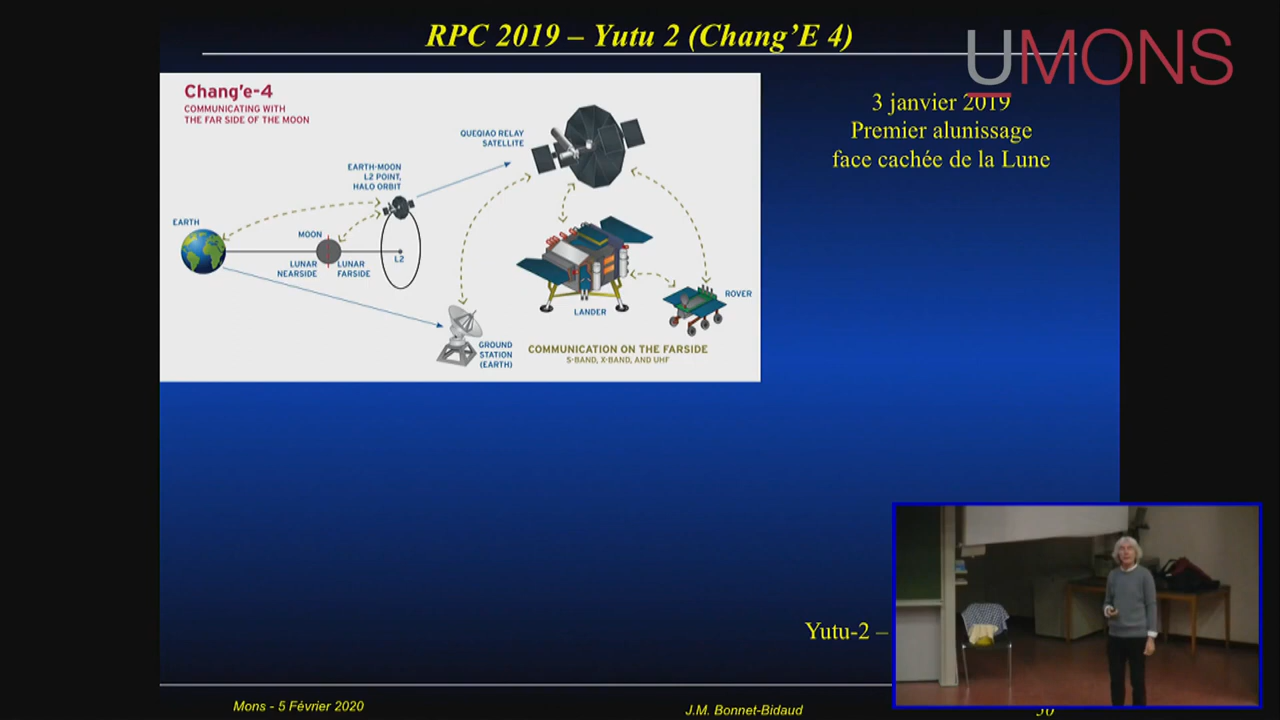 RPC 2019 – Yutu 2 (Chang’E 4)
UMONS
Chang’e-4
COMMUNICATING WITH
THE FAR SIDE OF THE MOON
3 janvier 2019
Premier alunissage
face cachée de la Lune
QUEQIAO RELAY
SATELLITE
EARTH-MOON
L2 POINT,
HALO ORBIT
EARTH
MOON
LUNAR
NEARSIDE
LUNAR
FARSIDE
L2
ROVER
LANDER
GROUND
STATION
(EARTH)
COMMUNICATION ON THE FARSIDE
S-BAND, X-BAND, AND UHF
Yutu-2 –
Mons - 5 Février 2020
J.M. Bonnet-Bidaud